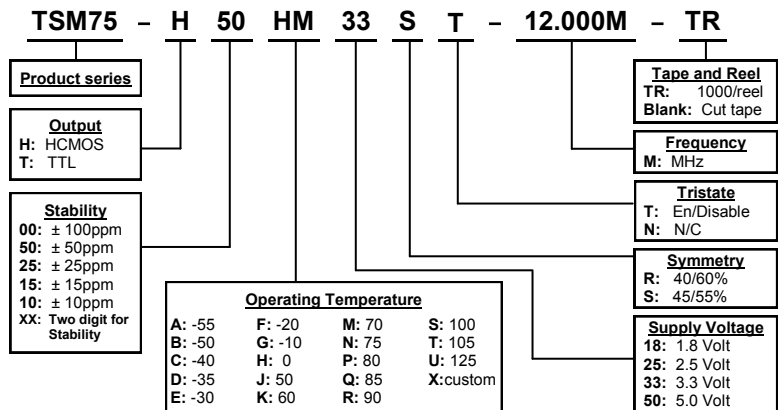 TSM75 – H 50 HM 33 S T – 12.000M – TR
Product series
Output
H: HCMOS
T: TTL
Stability
00: ± 100ppm
50: ± 50ppm
25: ± 25ppm
15: ± 15ppm
10: ± 10ppm
XX: Two digit for
Stability
Operating Temperature
A: -55 F: -20 M: 70 S: 100
B: -50 G: -10 N: 75 T: 105
C: -40 H: 0 P: 80 U: 125
D: -35 J: 50 Q: 85 X:custom
E: -30 K: 60 R: 90
Tape and Reel
TR: 1000/reel
Blank: Cut tape
Frequency
M: MHz
Tristate
T: En/Disable
N: N/C
Symmetry
R: 40/60%
S: 45/55%
Supply Voltage
18: 1.8 Volt
25: 2.5 Volt
33: 3.3 Volt
50: 5.0 Volt